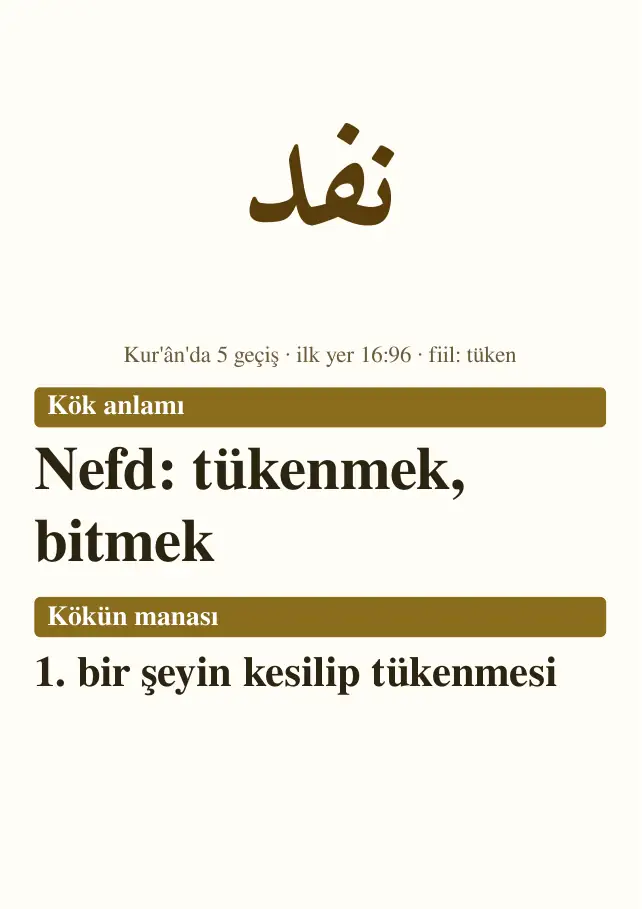 نفد
Kur'ân'da 5 geçiş · ilk yer 16:96 · fiil: tüken
Kök anlamı
Nefd: tükenmek,
bitmek
Kökün manası
1. bir şeyin kesilip tükenmesi